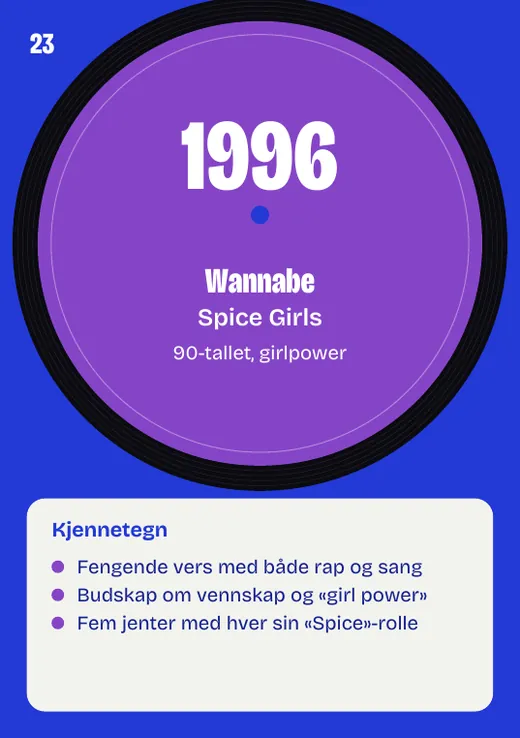 23
1996
Wannabe
Spice Girls
90-tallet, girlpower
Kjennetegn
Fengende vers med både rap og sang
Budskap om vennskap og «girl power»
Fem jenter med hver sin «Spice»-rolle